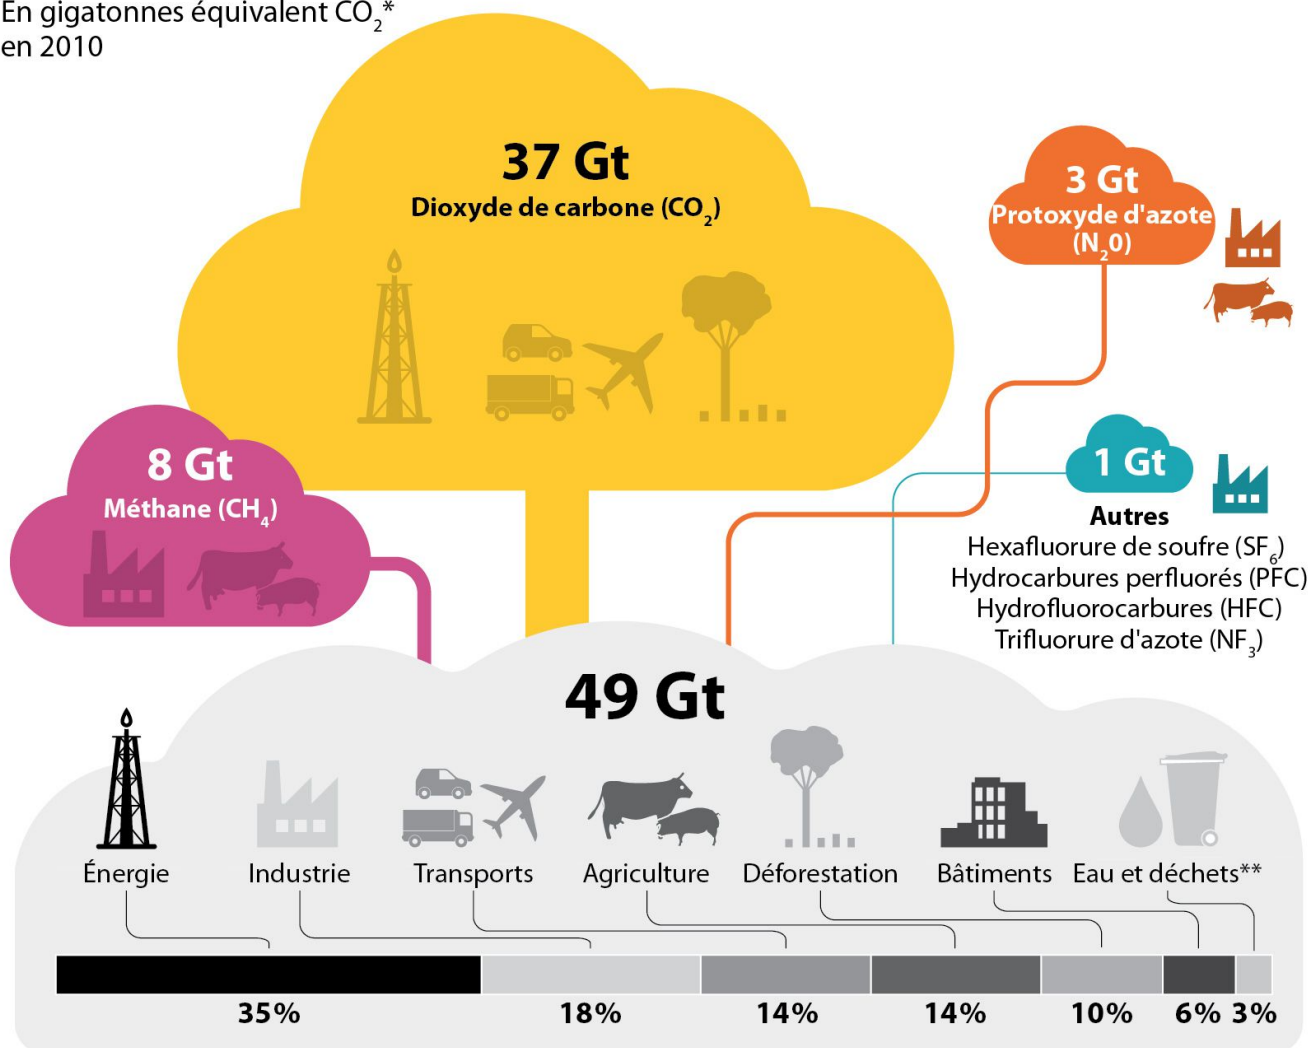 En gigatonnes équivalent CO₂*
en 2010
37 Gt
Dioxyde de carbone (CO₂)
3 Gt
Protoxyde d'azote
(N₂0)
8 Gt
Méthane (CH₄)
1 Gt
Autres
Hexafluorure de soufre (SF₆)
Hydrocarbures perfluorés (PFC)
Hydrofluorocarbures (HFC)
Trifluorure d'azote (NF₃)
49 Gt
Énergie Industrie Transports Agriculture Déforestation Bâtiments Eau et déchets**
35% 18% 14% 14% 10% 6% 3%